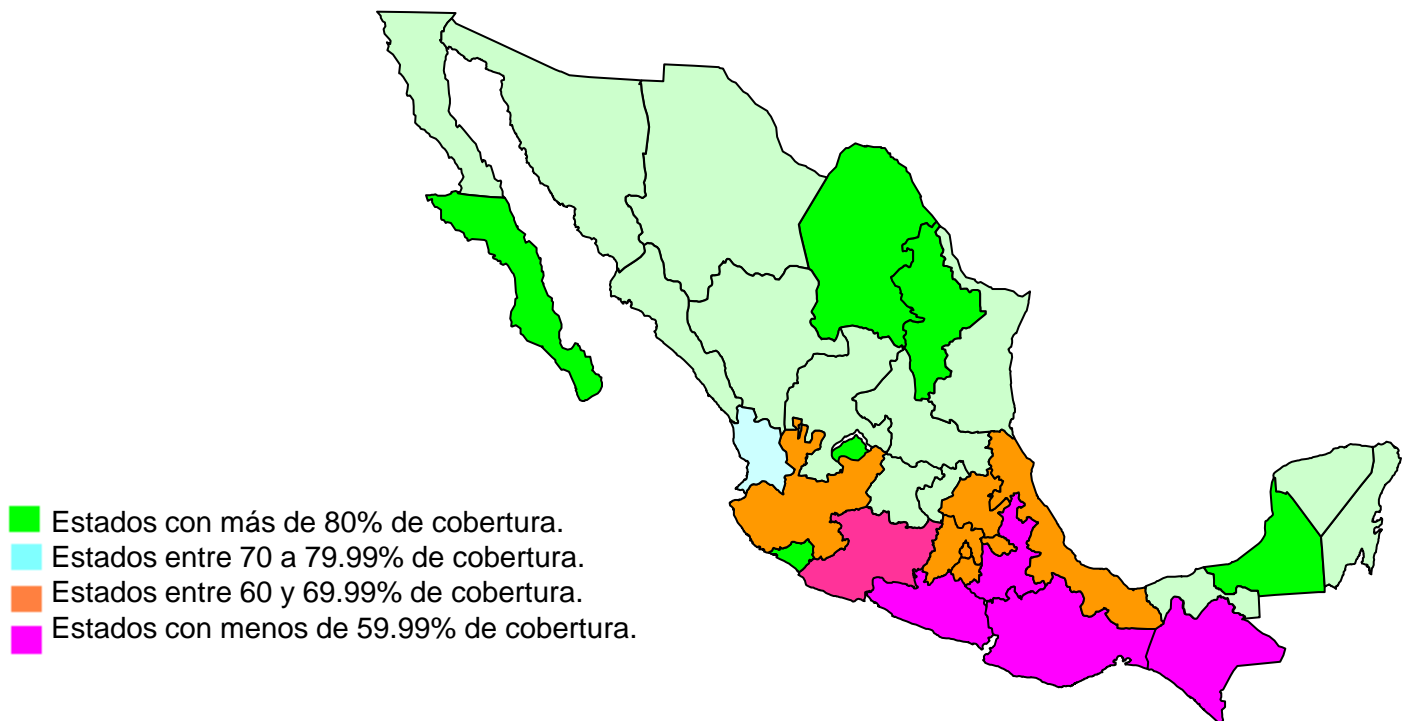 Estados con más de 80% de cobertura.
Estados entre 70 a 79.99% de cobertura.
Estados entre 60 y 69.99% de cobertura.
Estados con menos de 59.99% de cobertura.